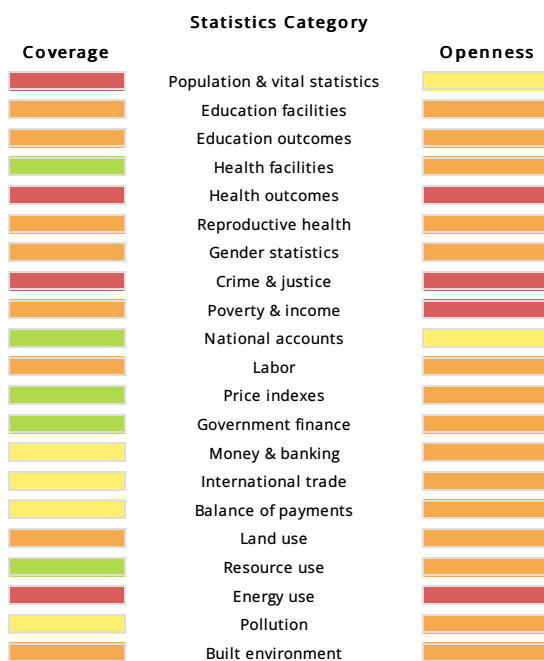 Statistics Category
Coverage Openness
Population & vital statistics
Education facilities
Education outcomes
Health facilities
Health outcomes
Reproductive health
Gender statistics
Crime & justice
Poverty & income
National accounts
Labor
Price indexes
Government finance
Money & banking
International trade
Balance of payments
Land use
Resource use
Energy use
Pollution
Built environment